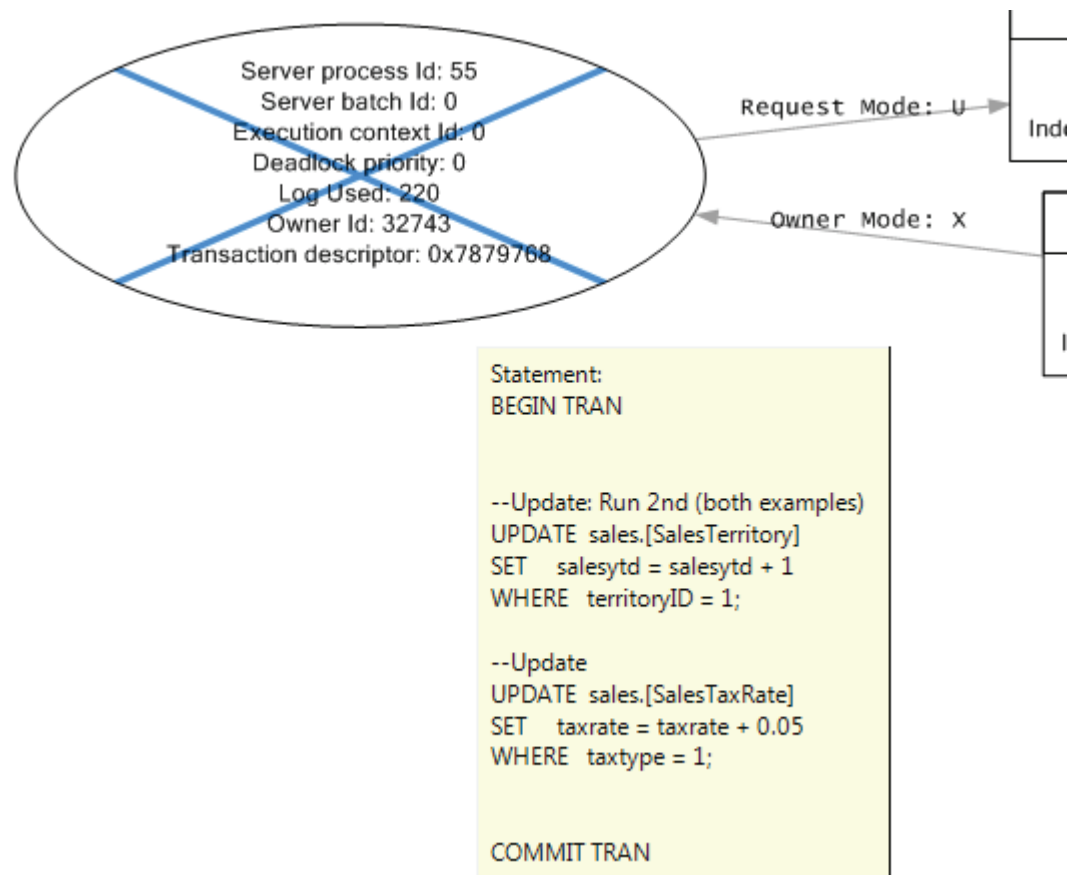 Server process Id: 55
Server batch Id: 0
Execution context Id: 0
Deadlock priority: 0
Log Used: 220
Owner Id: 32743
Transaction descriptor: 0x7879768
Request Mode: U
Owner Mode: X
Statement:
BEGIN TRAN
--Update: Run 2nd (both examples)
UPDATE sales.[SalesTerritory]
SET salesytd = salesytd + 1
WHERE territoryID = 1;
--Update
UPDATE sales.[SalesTaxRate]
SET taxrate = taxrate + 0.05
WHERE taxtype = 1;
COMMIT TRAN